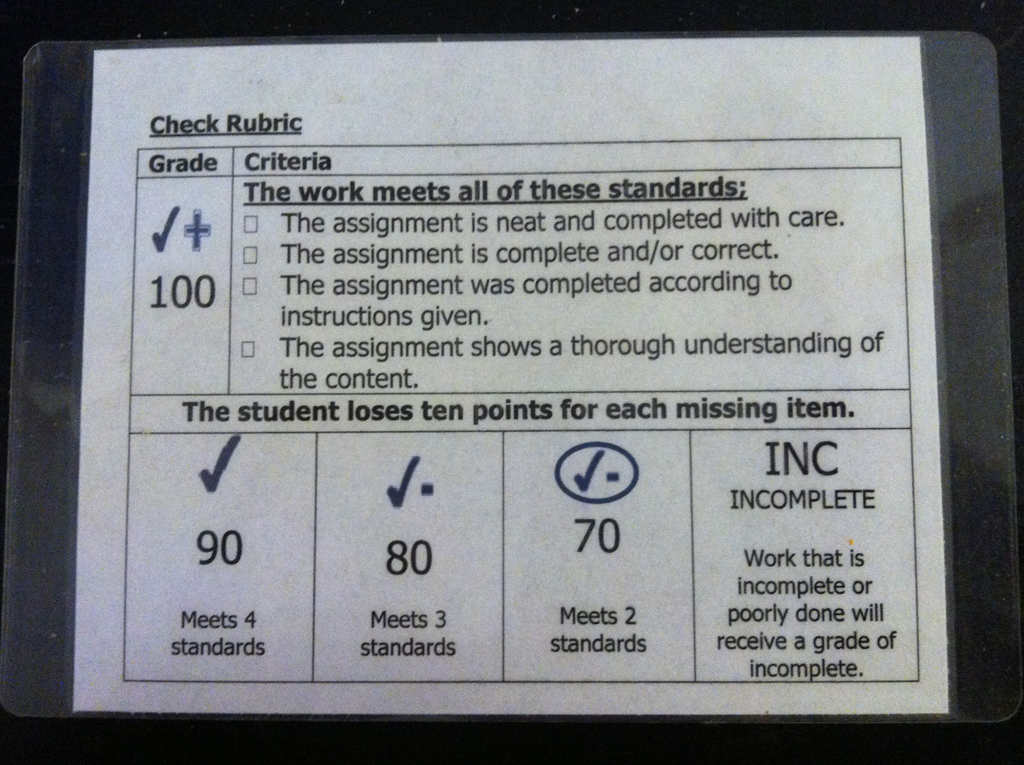 Check Rubric
Grade
Criteria
✓+
100
The work meets all of these standards:
☐ The assignment is neat and completed with care.
☐ The assignment is complete and/or correct.
☐ The assignment was completed according to
instructions given.
☐ The assignment shows a thorough understanding of
the content.
The student loses ten points for each missing item.
✓
90
Meets 4
standards
✓-
80
Meets 3
standards
✓-
70
Meets 2
standards
INC
INCOMPLETE
Work that is
incomplete or
poorly done will
receive a grade of
incomplete.